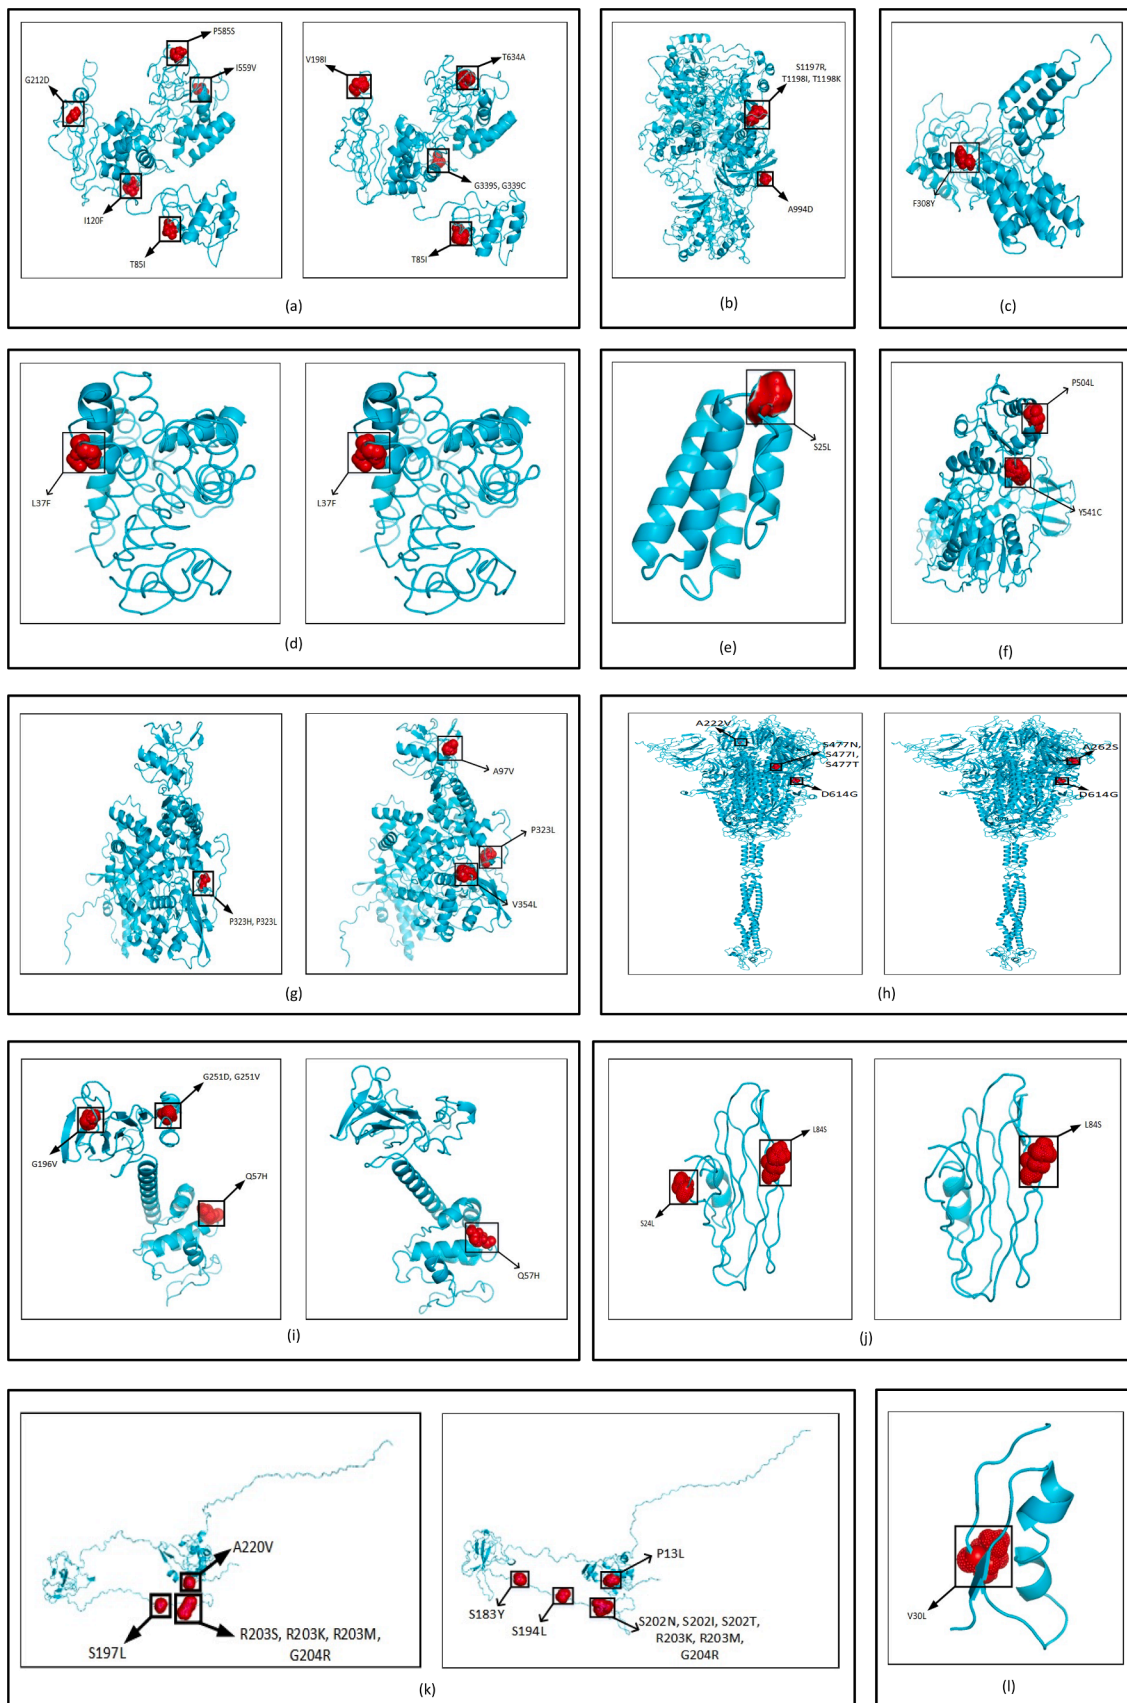 P585S
I559V
G212D
I120F
T85I
V198I
T634A
G339S, G339C
T85I
(a)
S1197R,
T1198I, T1198K
A994D
(b)
F308Y
(c)
L37F
L37F
(d)
S25L
(e)
P504L
Y541C
(f)
P323H, P323L
A97V
P323L
V354L
(g)
A222V
S477N,
S477I,
S477T
D614G
A262S
D614G
(h)
G251D, G251V
G196V
Q57H
Q57H
(i)
L84S
S24L
L84S
(j)
A220V
S197L
R203S, R203K, R203M,
G204R
P13L
S183Y
S194L
S202N, S202I, S202T,
R203K, R203M,
G204R
(k)
V30L
(l)